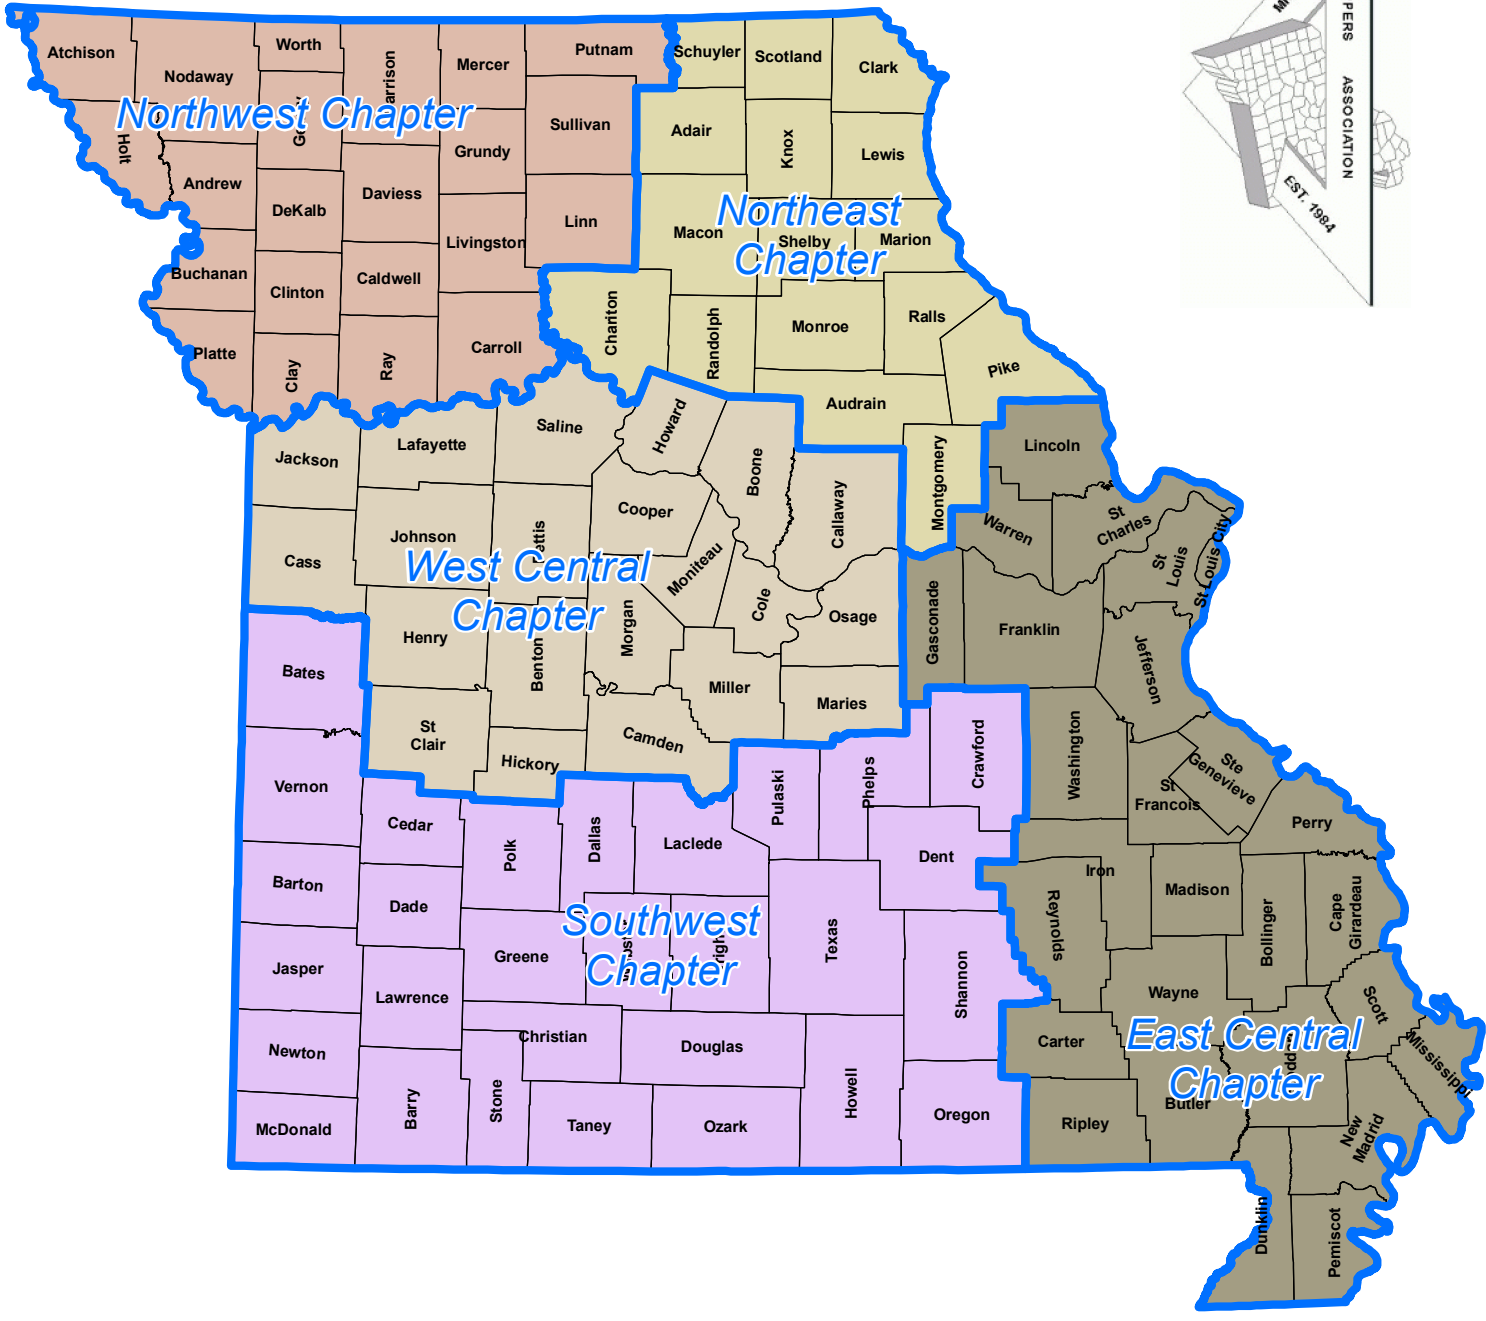 PERS ASSOCIATION
EST. 1984
Atchison
Nodaway
Worth
Mercer
Putnam
Schuyler
Scotland
Clark
Northwest Chapter
Holt
Sullivan
Adair
Knox
Lewis
Grundy
Andrew
DeKalb
Daviess
Linn
Livingston
Northeast
Chapter
Macon
Shelby
Marion
Buchanan
Clinton
Caldwell
Chariton
Randolph
Monroe
Ralls
Pike
Platte
Clay
Ray
Carroll
Audrain
Saline
Howard
Boone
Lincoln
Jackson
Lafayette
Cooper
Callaway
Montgomery
Warren
St
Charles
St
Louis
St Louis City
Cass
Johnson
West Central
Chapter
Moniteau
Cole
Osage
Gasconade
Franklin
Jefferson
Henry
Benton
Morgan
Miller
Maries
Bates
St
Clair
Hickory
Camden
Vernon
Pulaski
Phelps
Crawford
Washington
St
Francois
Ste
Genevieve
Perry
Cedar
Polk
Dallas
Laclede
Dent
Iron
Reynolds
Madison
Bollinger
Cape
Girardeau
Barton
Dade
Southwest
Chapter
Greene
Texas
Shannon
Jasper
Lawrence
Wayne
Scott
Mississippi
Newton
Christian
Douglas
Carter
East Central
Chapter
McDonald
Barry
Stone
Taney
Ozark
Howell
Oregon
Ripley
Butler
New
Madrid
Dunklin
Pemiscot